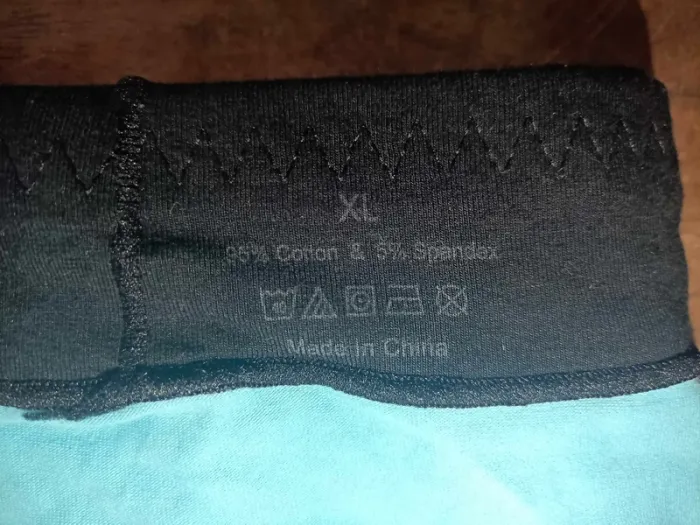 XL
95% Cotton & 5% Spandex
Made in China